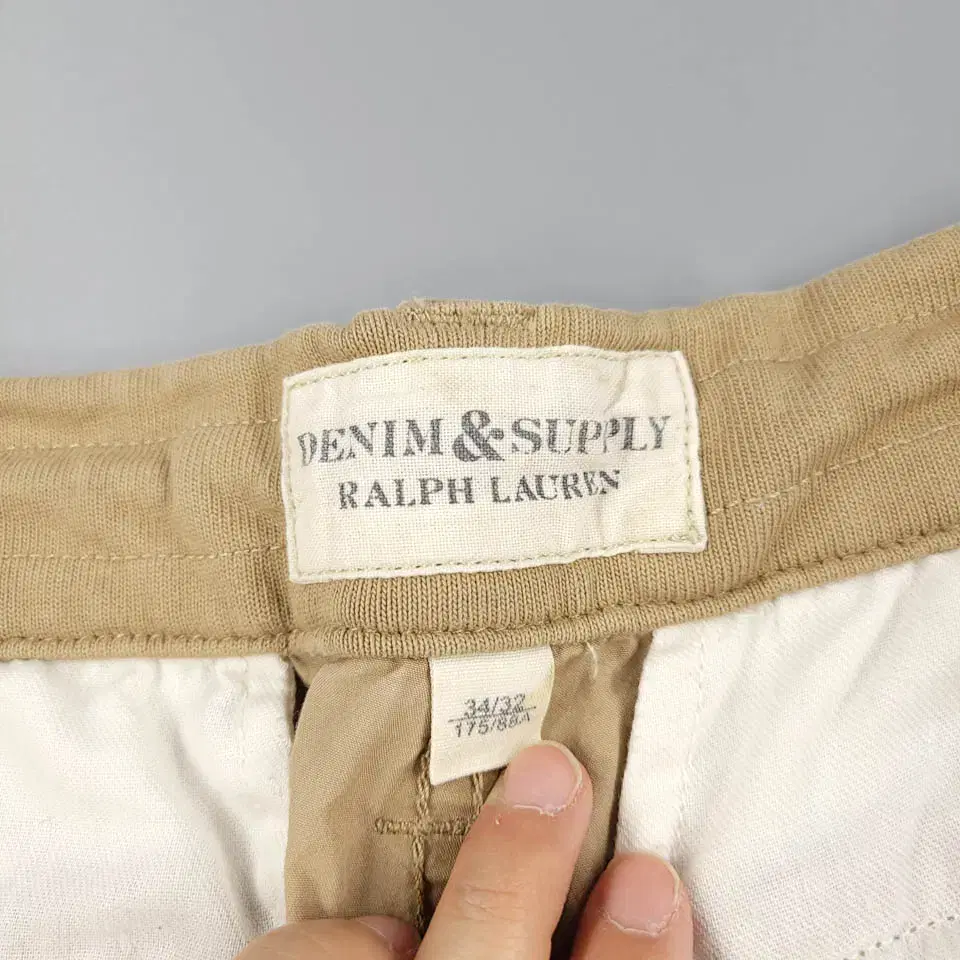 DENIM & SUPPLY
RALPH LAUREN
34/32
175/88A